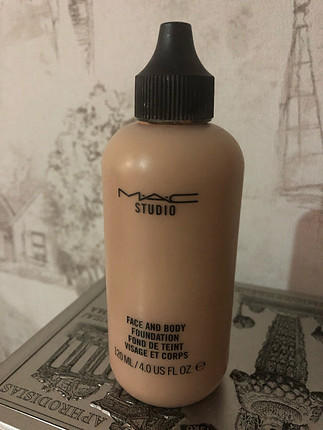 MAC
STUDIO
FACE AND BODY
FOUNDATION
FOND DE TEINT
VISAGE ET CORPS
120 ML / 4.0 US FL OZ ℮
APHRODISIAS